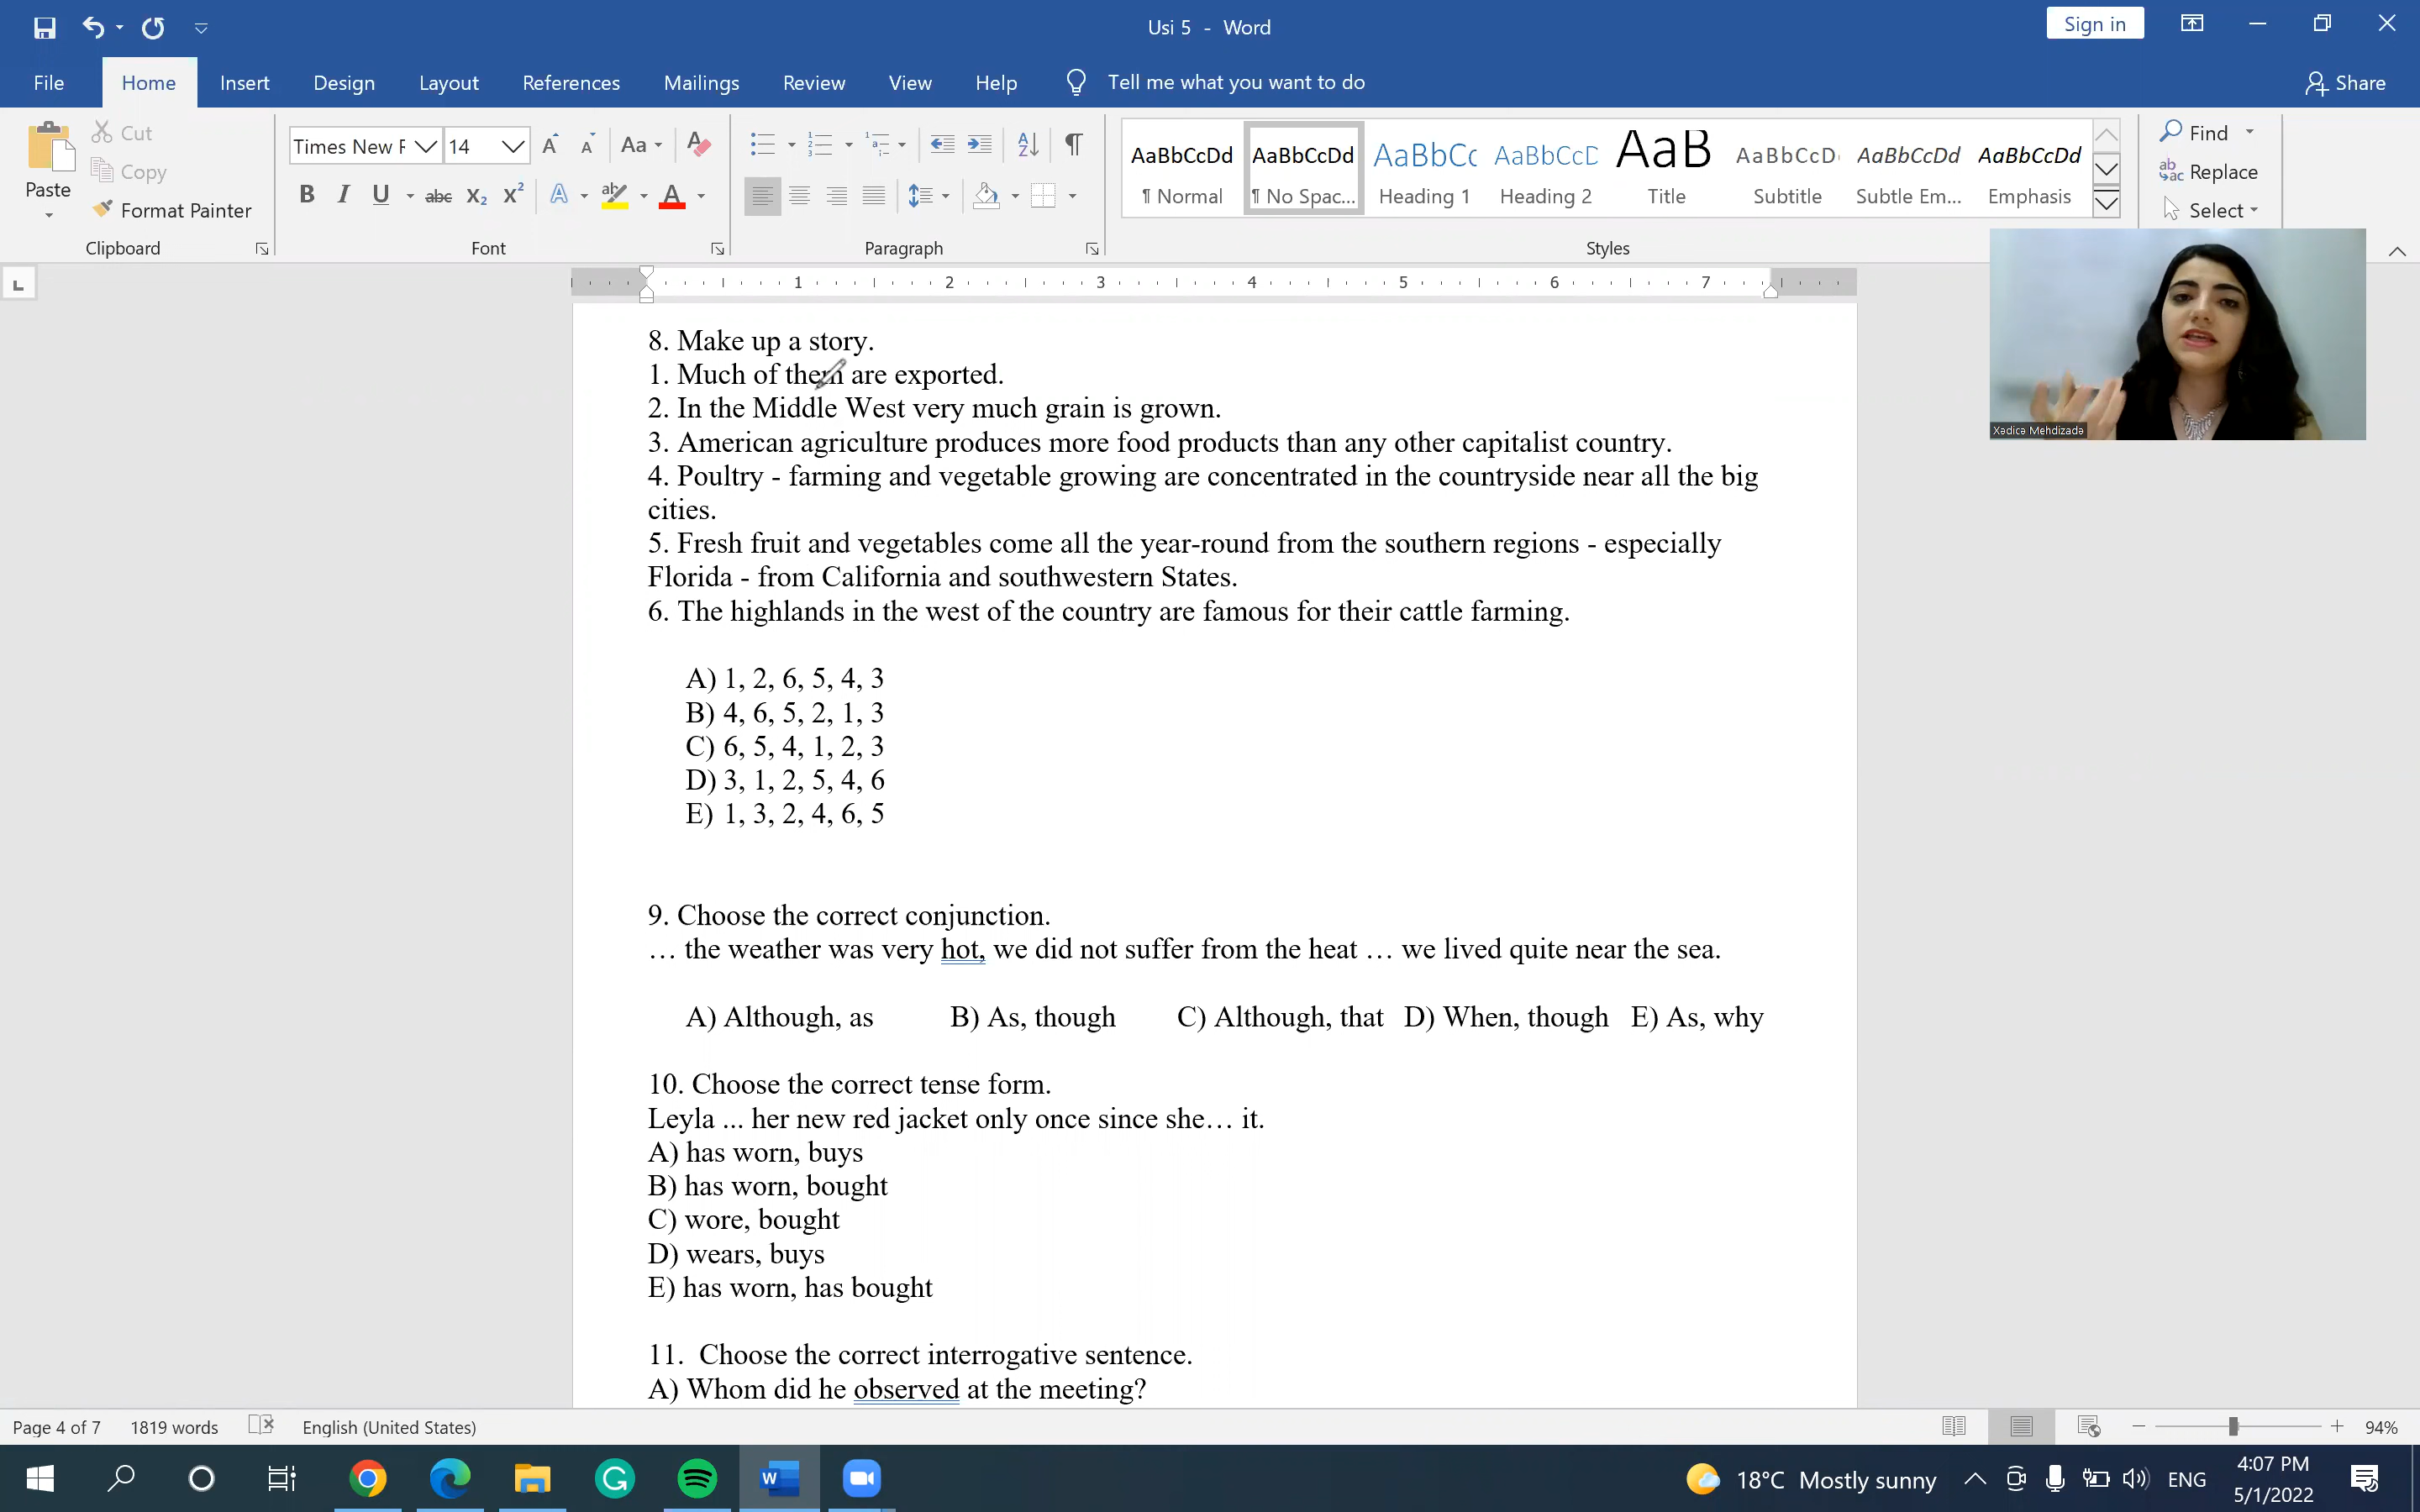 Usi 5 - Word
Sign in
File Home Insert Design Layout References Mailings Review View Help Tell me what you want to do Share
Paste
Cut
Copy
Format Painter
Clipboard
Times New R 14
Font
Paragraph
AaBbCcDd AaBbCcDd AaBbCc AaBbCcC AaB AaBbCcD AaBbCcDd AaBbCcDd
¶ Normal ¶ No Spac... Heading 1 Heading 2 Title Subtitle Subtle Em... Emphasis
Styles
Find
Replace
Select
Xədicə Mehdizadə
1 2 3 4 5 6 7
8. Make up a story.
1. Much of them are exported.
2. In the Middle West very much grain is grown.
3. American agriculture produces more food products than any other capitalist country.
4. Poultry - farming and vegetable growing are concentrated in the countryside near all the big
cities.
5. Fresh fruit and vegetables come all the year-round from the southern regions - especially
Florida - from California and southwestern States.
6. The highlands in the west of the country are famous for their cattle farming.
A) 1, 2, 6, 5, 4, 3
B) 4, 6, 5, 2, 1, 3
C) 6, 5, 4, 1, 2, 3
D) 3, 1, 2, 5, 4, 6
E) 1, 3, 2, 4, 6, 5
9. Choose the correct conjunction.
… the weather was very hot, we did not suffer from the heat … we lived quite near the sea.
A) Although, as B) As, though C) Although, that D) When, though E) As, why
10. Choose the correct tense form.
Leyla ... her new red jacket only once since she… it.
A) has worn, buys
B) has worn, bought
C) wore, bought
D) wears, buys
E) has worn, has bought
11. Choose the correct interrogative sentence.
A) Whom did he observed at the meeting?
Page 4 of 7 1819 words English (United States) 94%
18°C Mostly sunny ENG
4:07 PM
5/1/2022